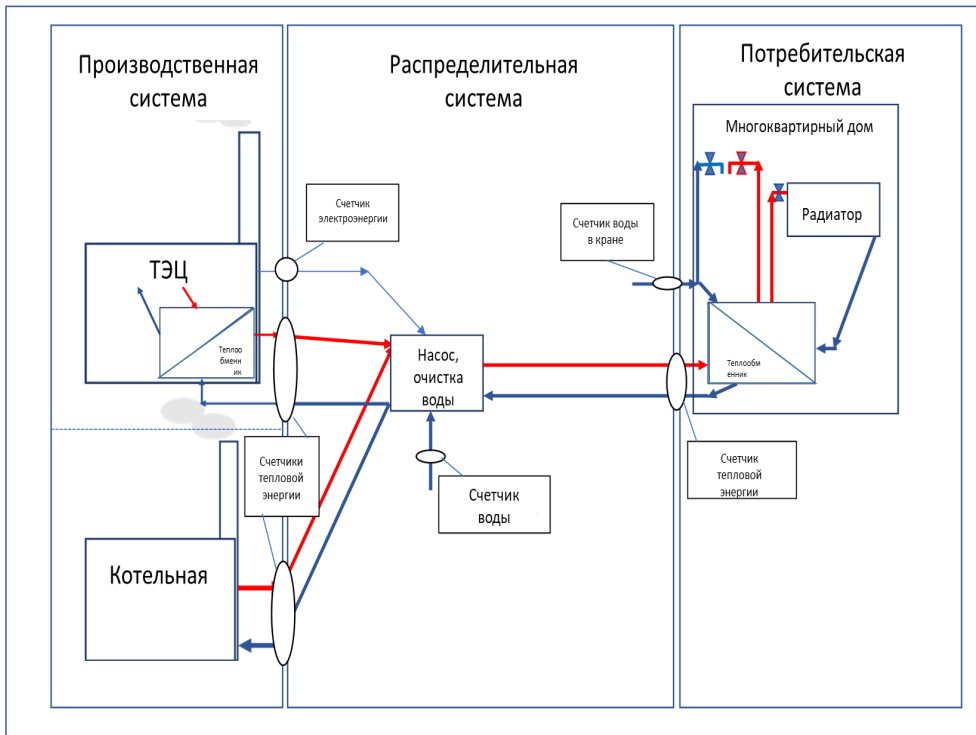 Производственная
система
Распределительная
система
Потребительская
система
Многоквартирный дом
Счетчик
электроэнергии
Счетчик воды
в кране
Радиатор
ТЭЦ
Теплоо
бменн
ик
Насос,
очистка
воды
Теплообм
енник
Счетчики
тепловой
энергии
Счетчик
воды
Счетчик
тепловой
энергии
Котельная